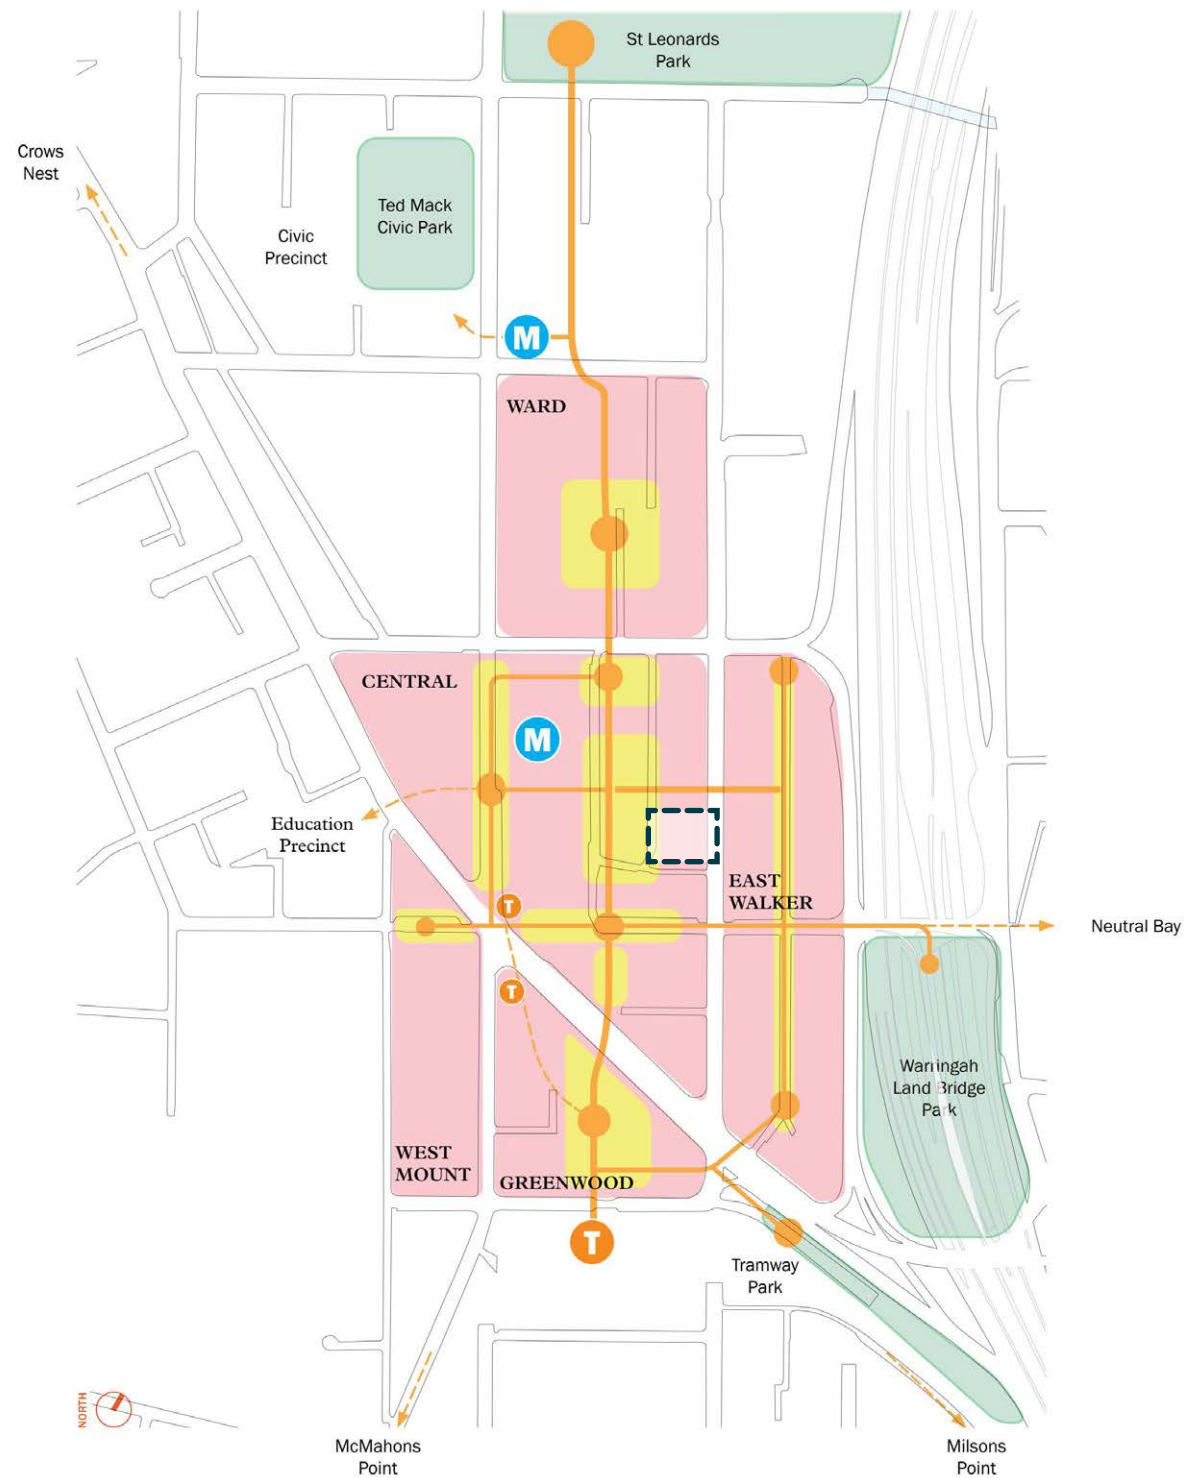 St Leonards
Park
Crows
Nest
Ted Mack
Civic Park
Civic
Precinct
M
WARD
CENTRAL
M
Education
Precinct
EAST
WALKER
T
Neutral Bay
T
Warringah
Land Bridge
Park
WEST
MOUNT
GREENWOOD
T
Tramway
Park
NORTH
McMahons
Point
Milsons
Point